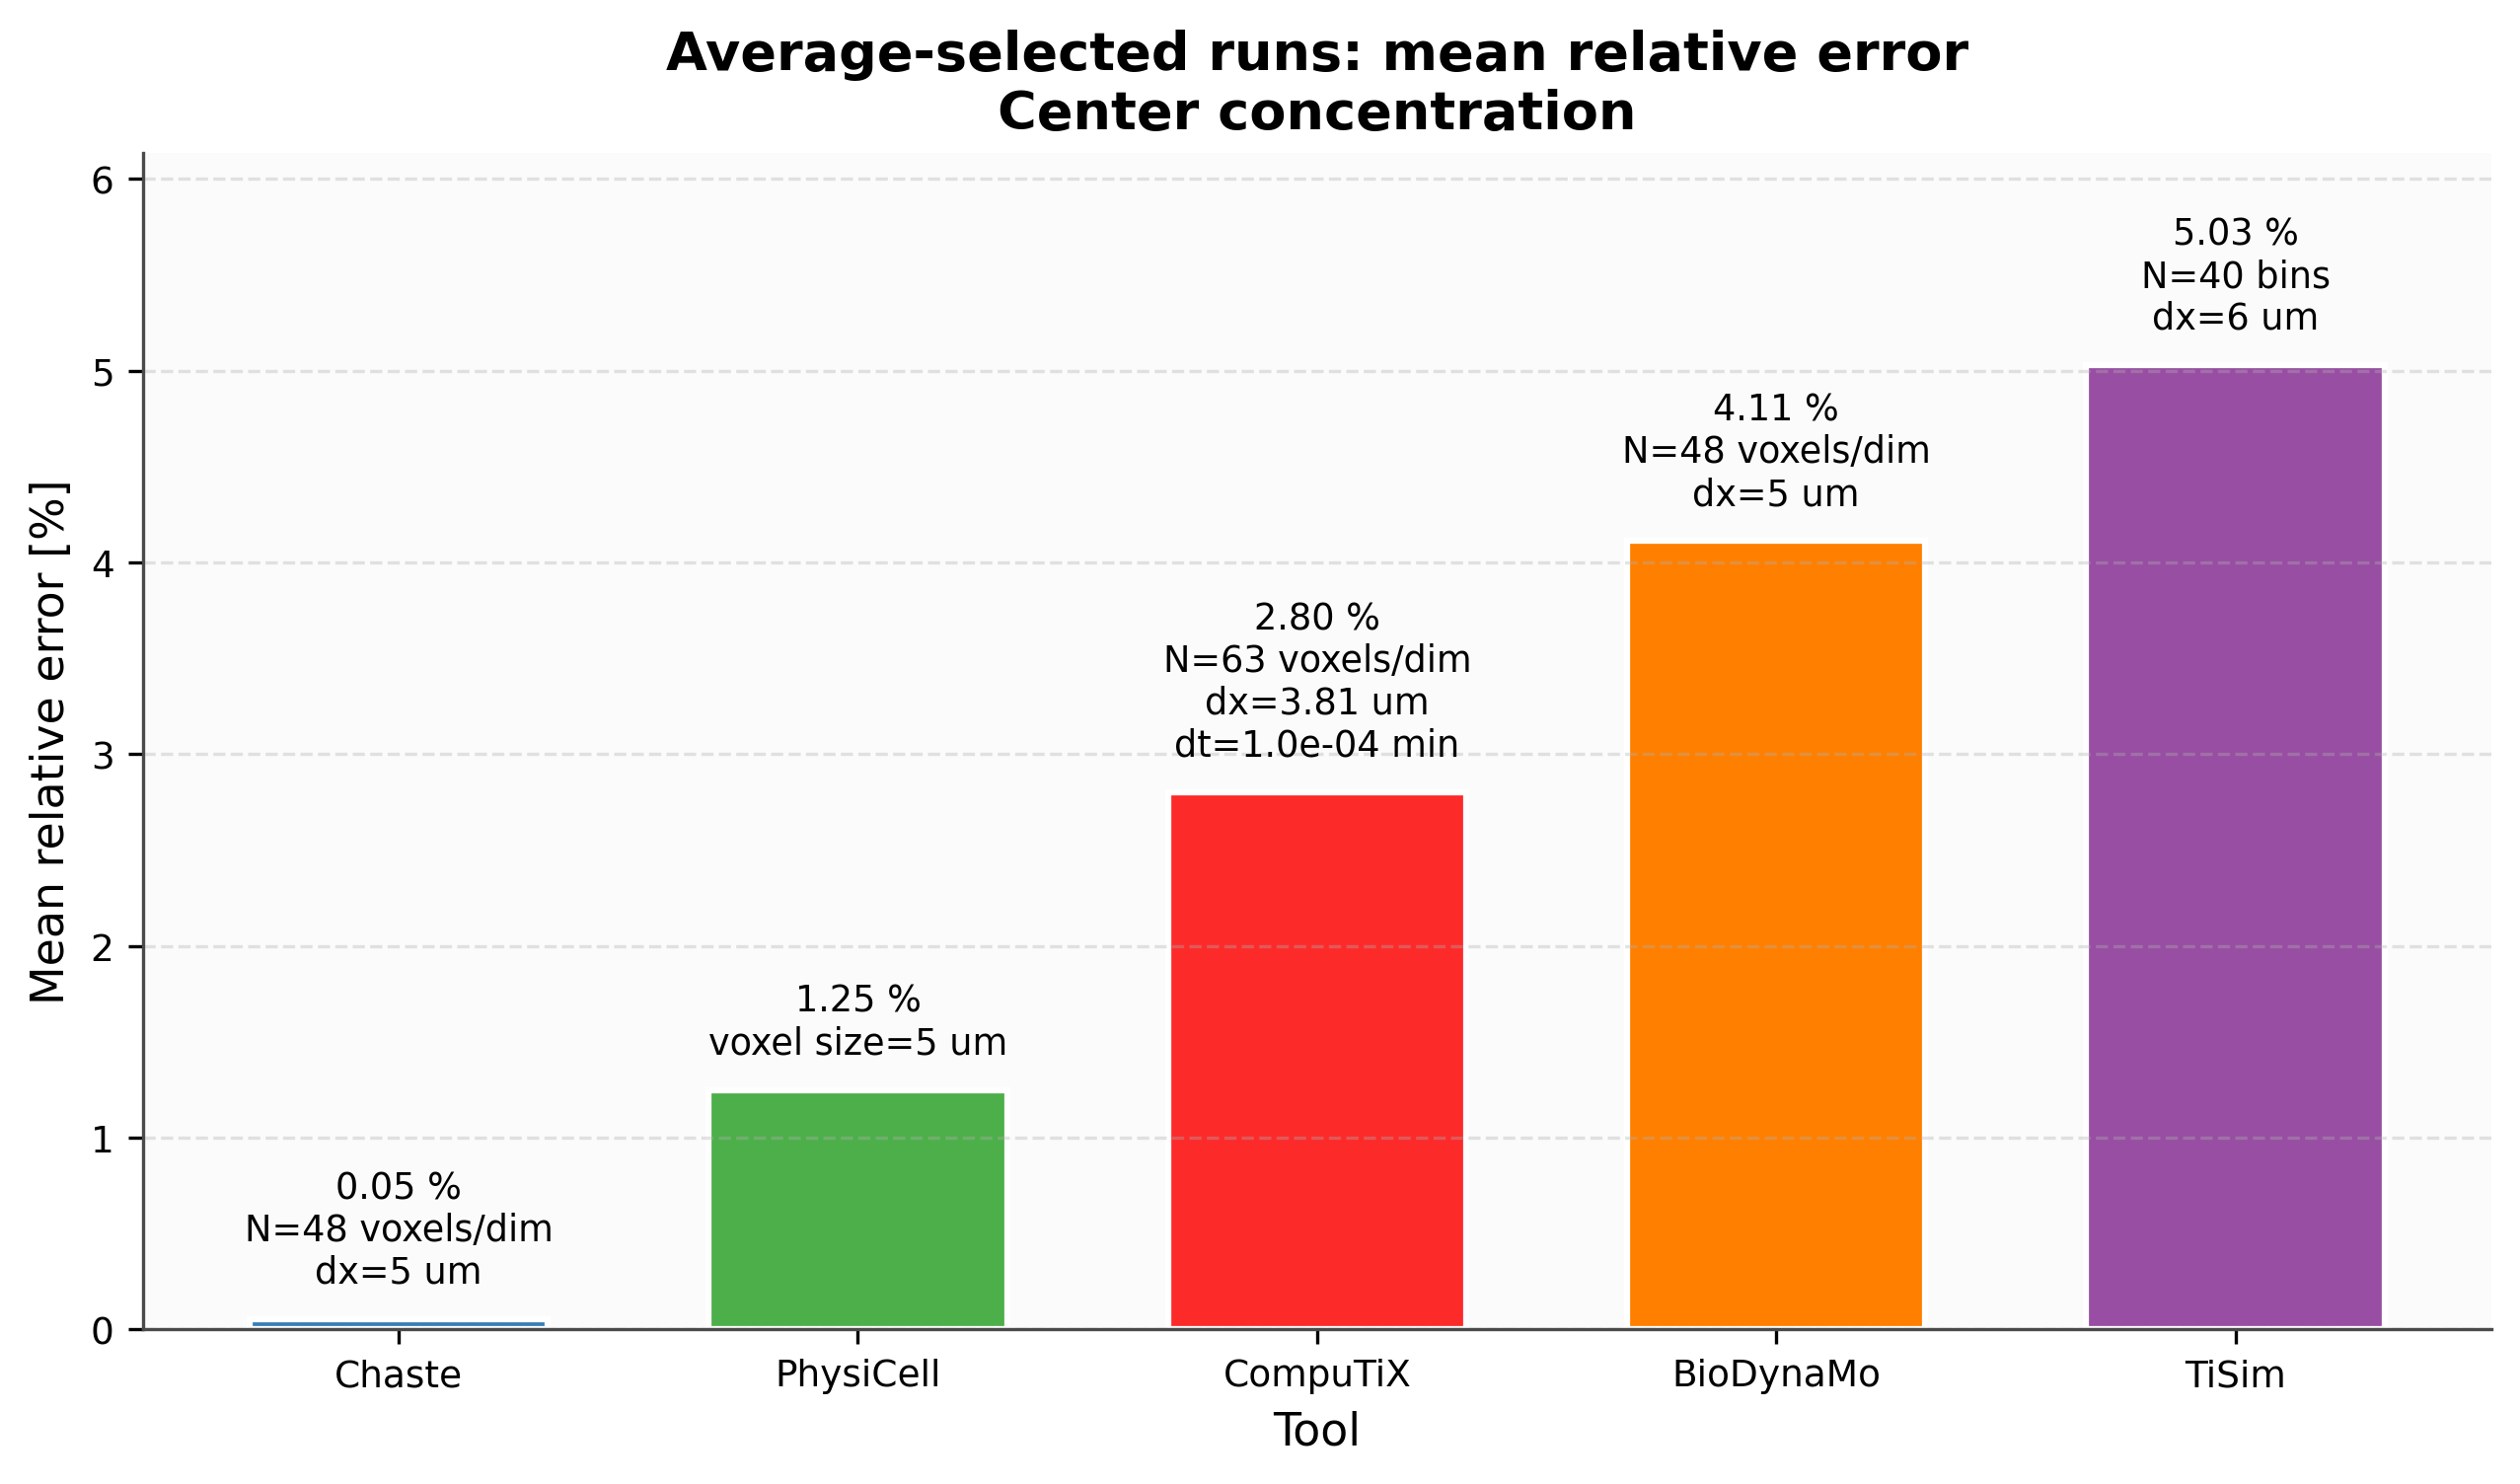 Average-selected runs: mean relative error
Center concentration
Mean relative error [%]
6
5
4
3
2
1
0
0.05 %
N=48 voxels/dim
dx=5 um
1.25 %
voxel size=5 um
2.80 %
N=63 voxels/dim
dx=3.81 um
dt=1.0e-04 min
4.11 %
N=48 voxels/dim
dx=5 um
5.03 %
N=40 bins
dx=6 um
Chaste
PhysiCell
CompuTiX
BioDynaMo
TiSim
Tool